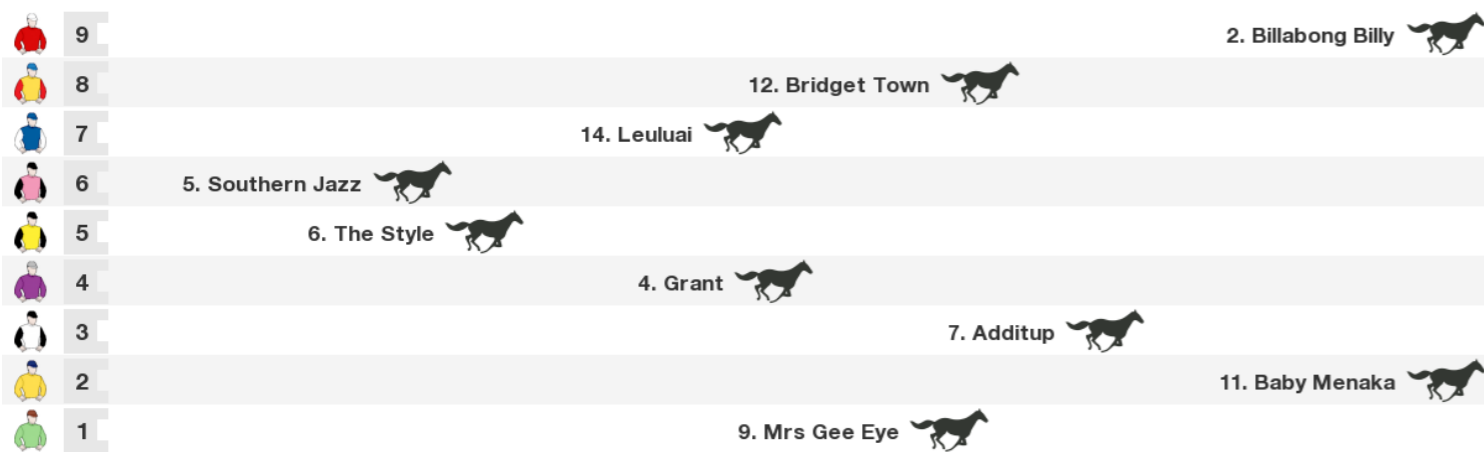 9 2. Billabong Billy
8 12. Bridget Town
7 14. Leuluai
6 5. Southern Jazz
5 6. The Style
4 4. Grant
3 7. Additup
2 11. Baby Menaka
1 9. Mrs Gee Eye